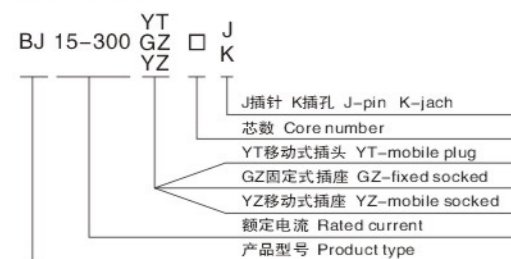 YT J
BJ 15-300 GZ □
YZ K
J插针 K插孔 J-pin K-jach
芯数 Core number
YT移动式插头 YT-mobile plug
GZ固定式插座 GZ-fixed socked
YZ移动式插座 YZ-mobile socked
额定电流 Rated current
产品型号 Product type